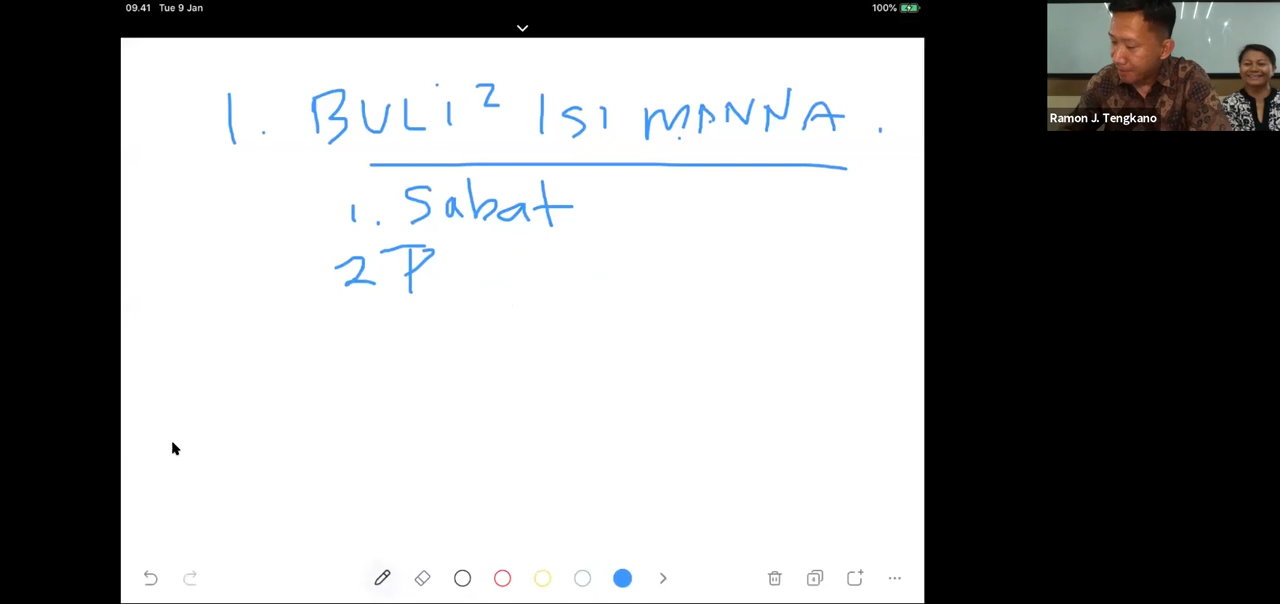 09.41 Tue 9 Jan
100%
1. BULI² ISI MANNA.
1. Sabat
2 P
Ramon J. Tengkano